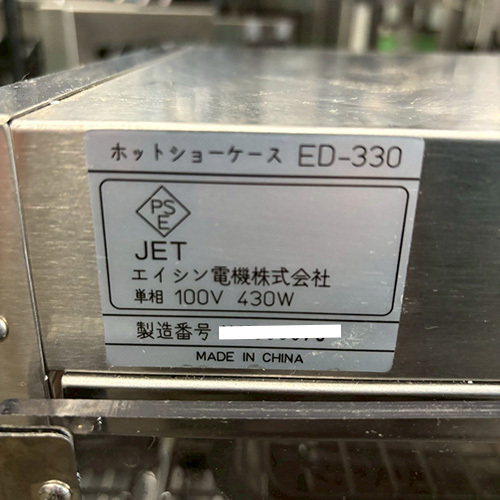 ホットショーケース ED-330
PS
E
JET
エイシン電機株式会社
単相 100V 430W
製造番号
MADE IN CHINA